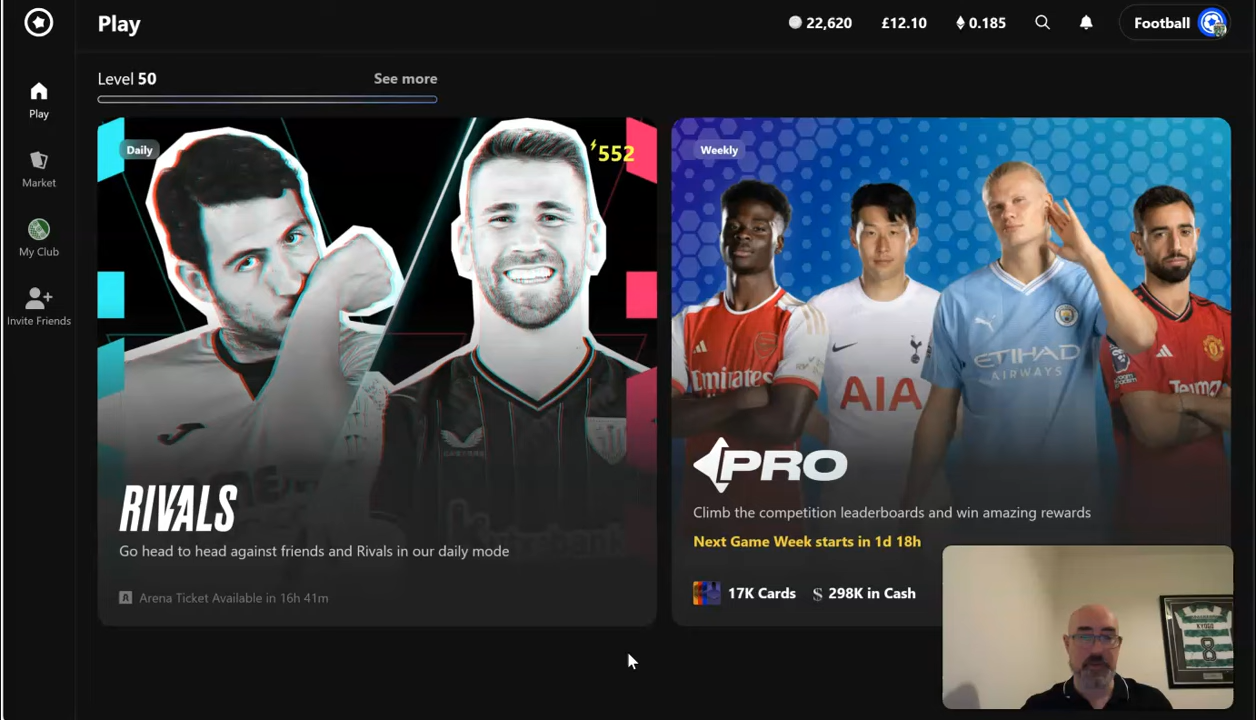 Play
22,620
£12.10
0.185
Football
Level 50
See more
Play
Market
My Club
Invite Friends
Daily
552
RIVALS
Go head to head against friends and Rivals in our daily mode
A Arena Ticket Available in 16h 41m
Weekly
Emirates
AIA
ETIHAD
AIRWAYS
PRO
Climb the competition leaderboards and win amazing rewards
Next Game Week starts in 1d 18h
17K Cards
$ 298K in Cash
KYOGO
8